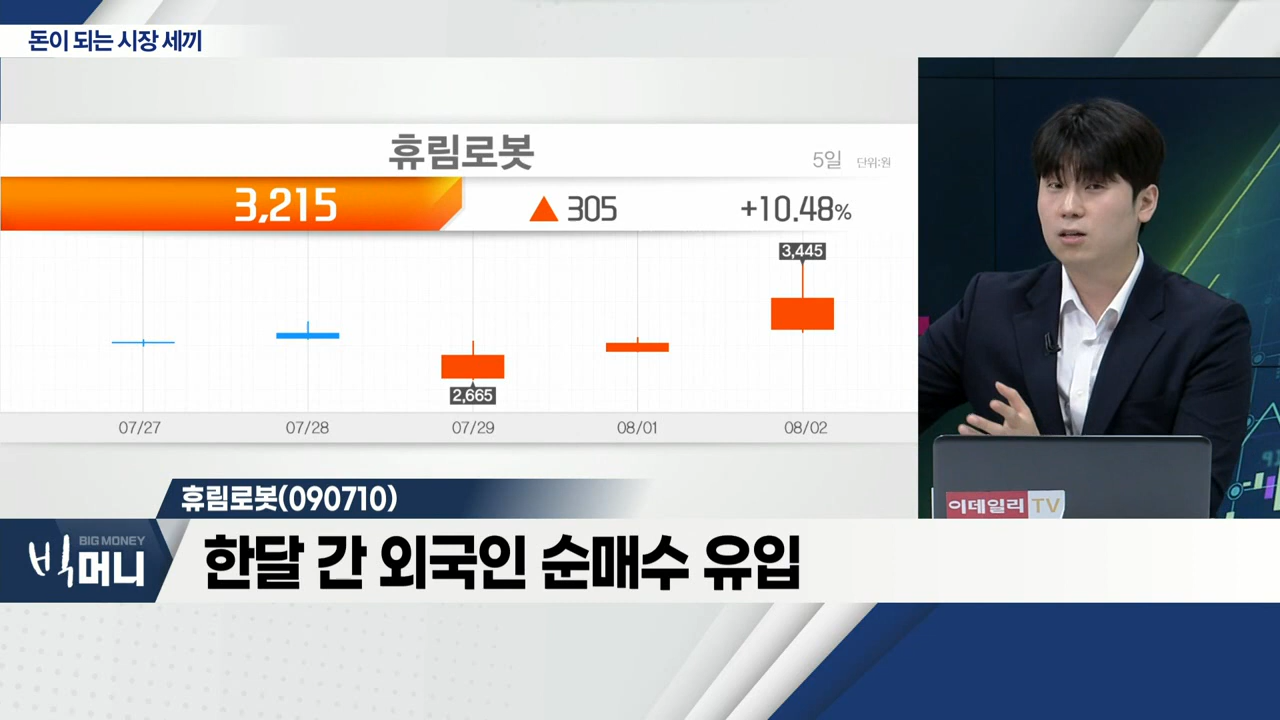 돈이 되는 시장 세끼
휴림로봇
5일 단위:원
3,215 ▲ 305 +10.48%
3,445
2,665
07/27 07/28 07/29 08/01 08/02
이데일리 TV
휴림로봇(090710)
BIG MONEY
빅머니
한달 간 외국인 순매수 유입